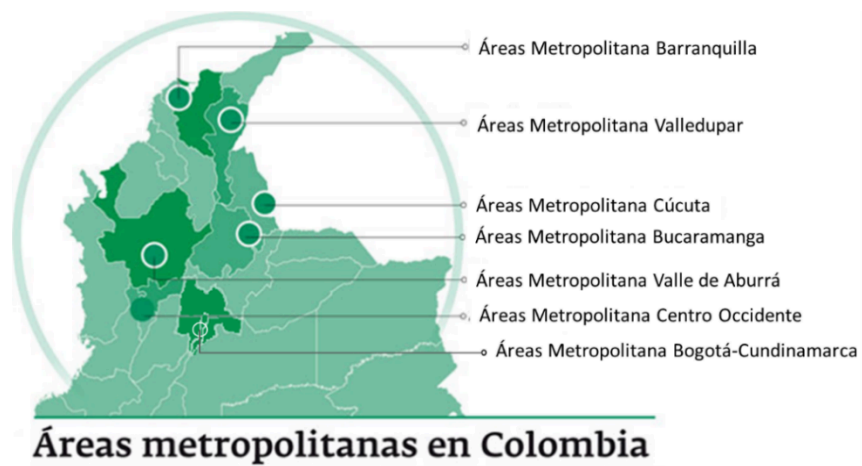 Áreas Metropolitana Barranquilla
Áreas Metropolitana Valledupar
Áreas Metropolitana Cúcuta
Áreas Metropolitana Bucaramanga
Áreas Metropolitana Valle de Aburrá
Áreas Metropolitana Centro Occidente
Áreas Metropolitana Bogotá-Cundinamarca
Áreas metropolitanas en Colombia